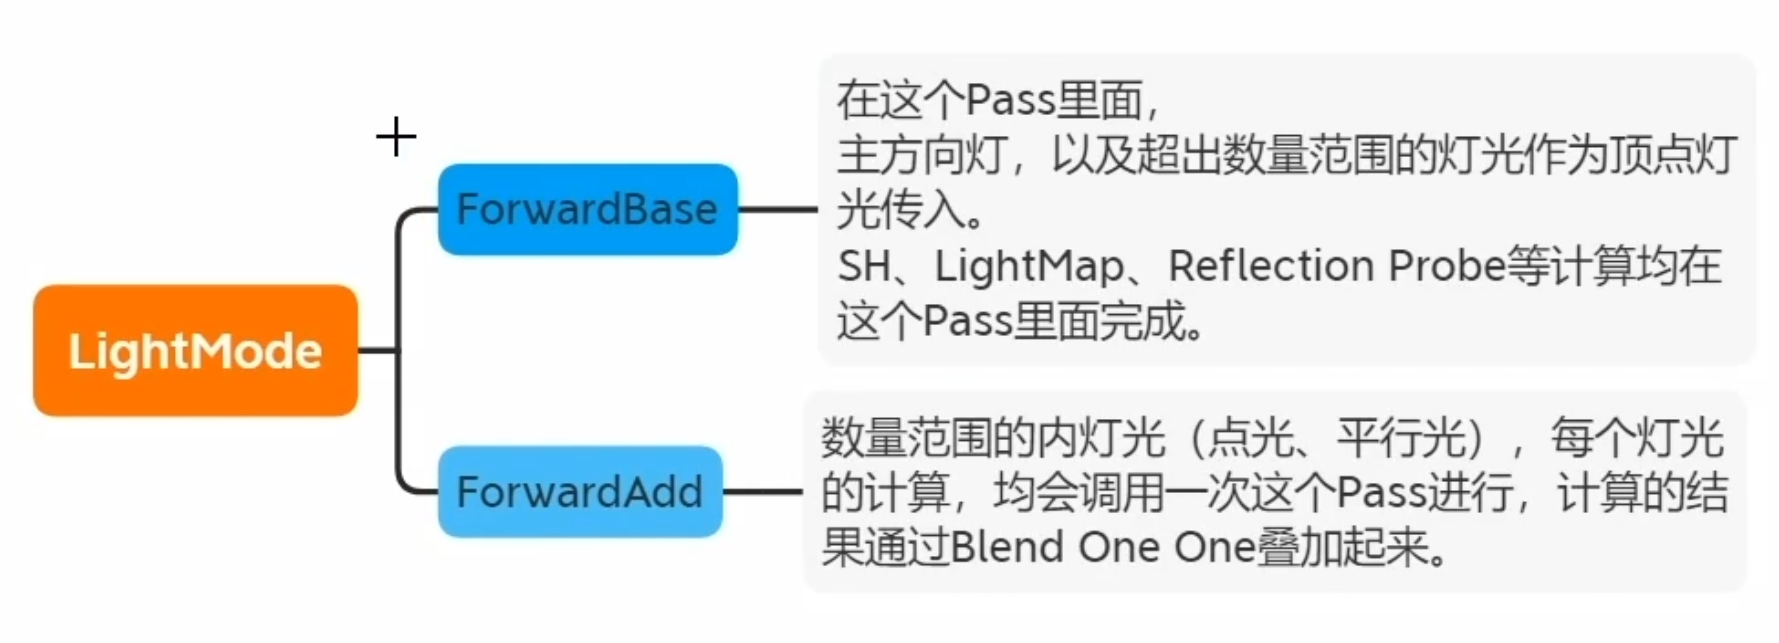 LightMode
ForwardBase
在这个Pass里面，
主方向灯，以及超出数量范围的灯光作为顶点灯
光传入。
SH、LightMap、Reflection Probe等计算均在
这个Pass里面完成。
ForwardAdd
数量范围的内灯光（点光、平行光），每个灯光
的计算，均会调用一次这个Pass进行，计算的结
果通过Blend One One叠加起来。